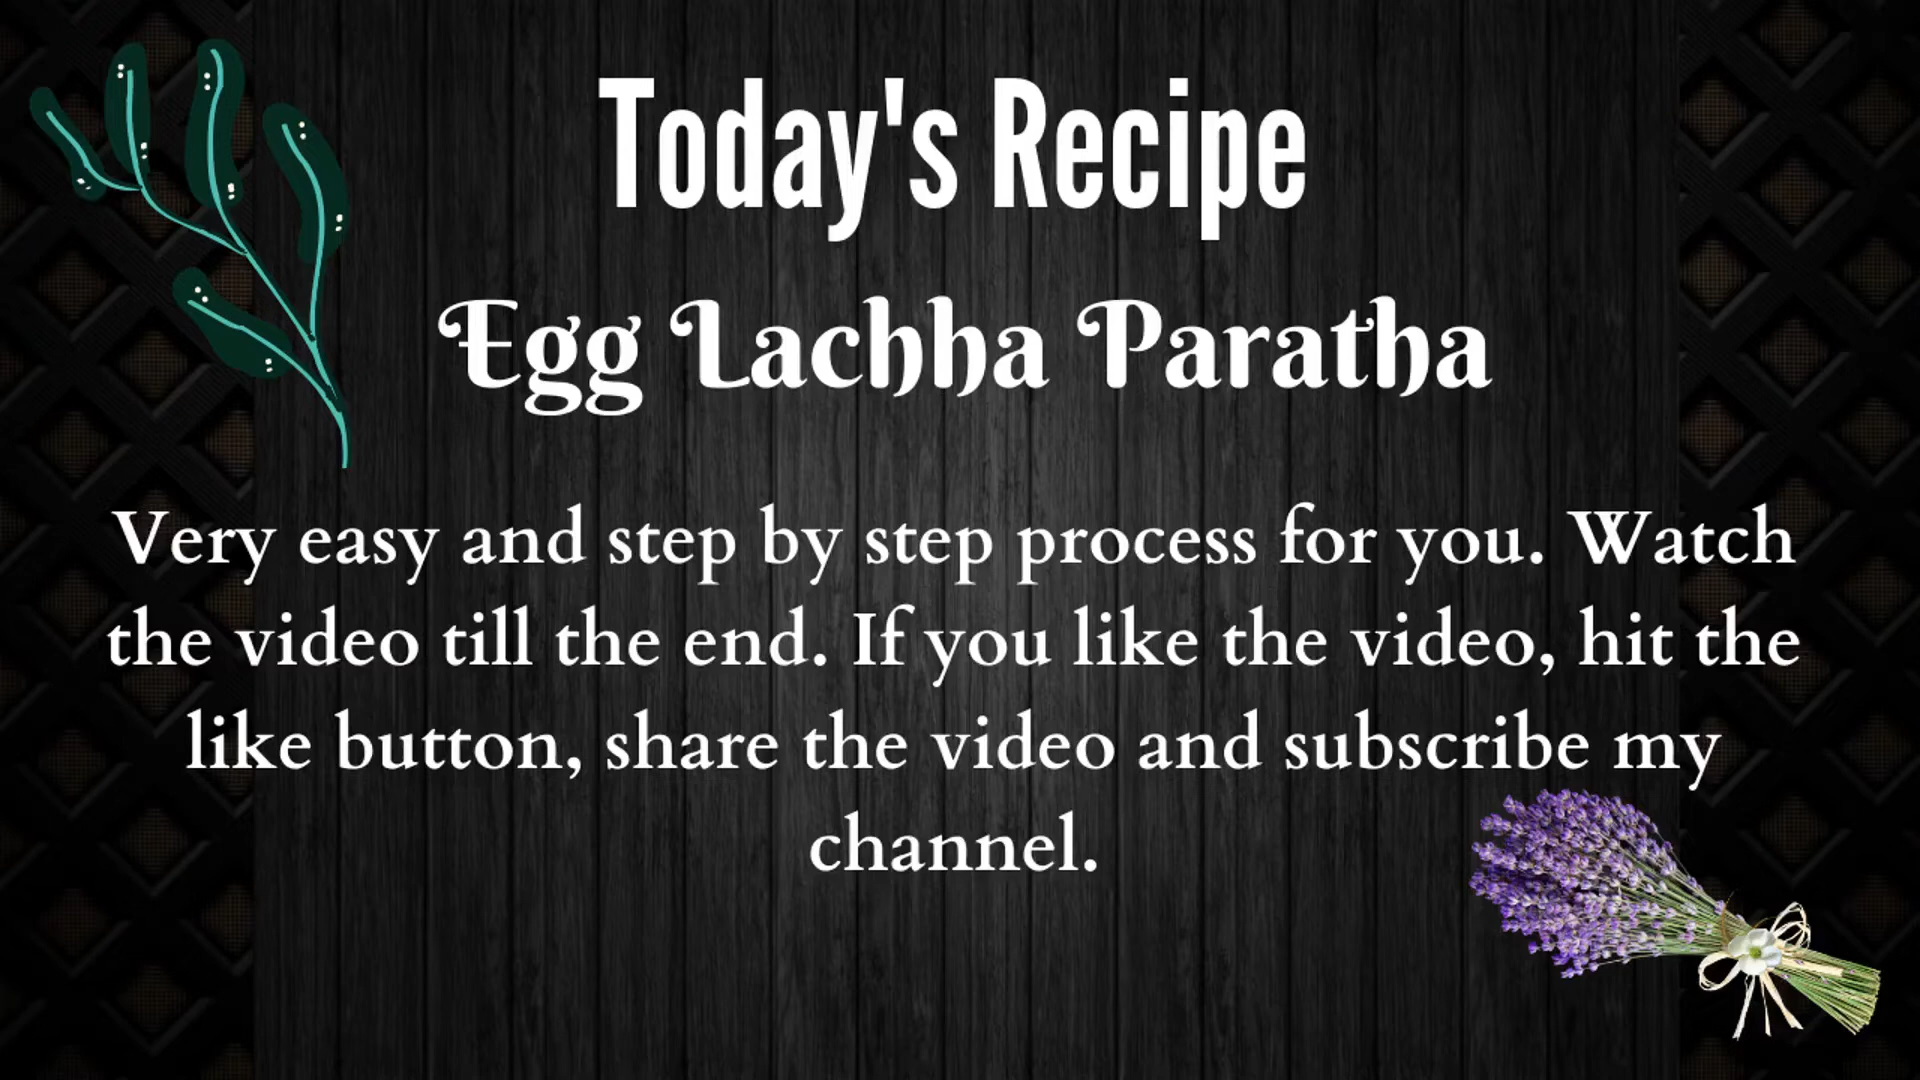 Today's Recipe
Egg Lachha Paratha
Very easy and step by step process for you. Watch
the video till the end. If you like the video, hit the
like button, share the video and subscribe my
channel.